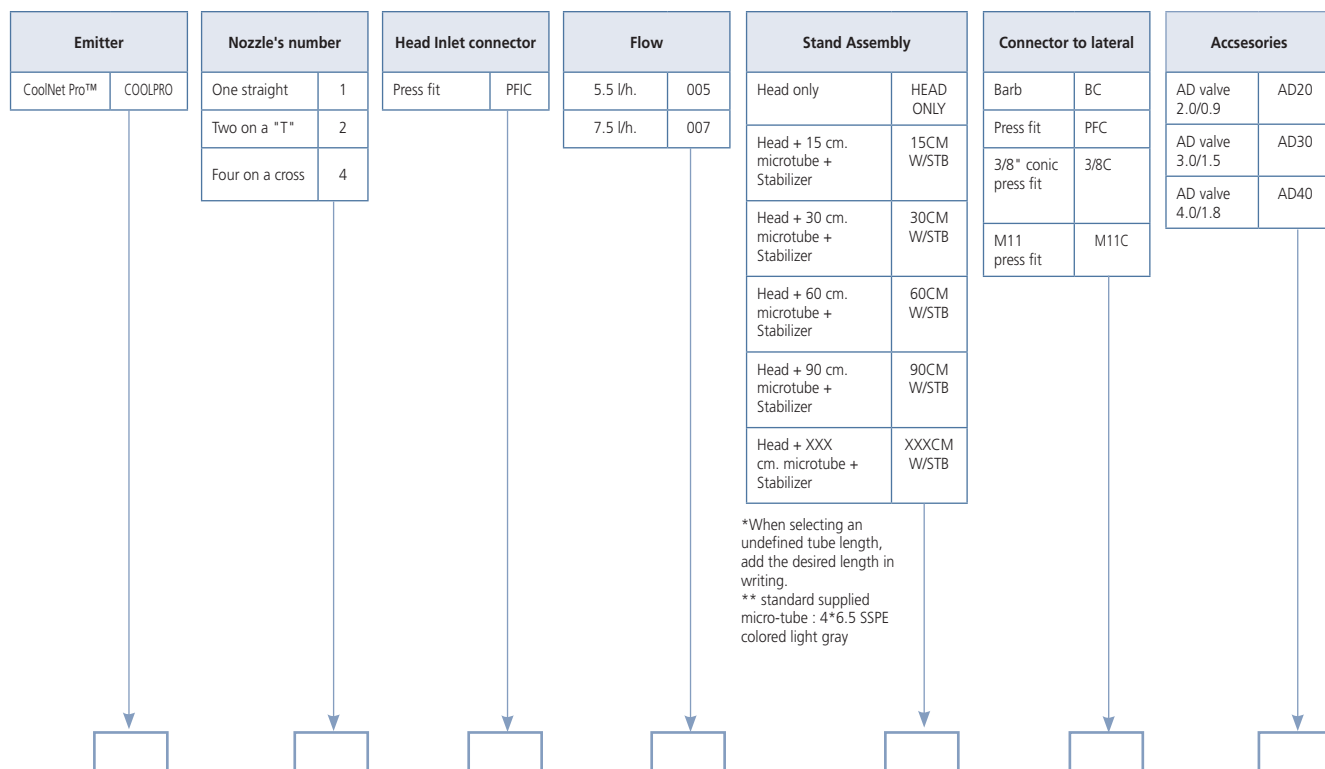 Emitter
CoolNet Pro™ COOLPRO
Nozzle's number
One straight 1
Two on a "T" 2
Four on a cross 4
Head Inlet connector
Press fit PFIC
Flow
5.5 l/h. 005
7.5 l/h. 007
Stand Assembly
Head only HEAD
ONLY
Head + 15 cm. 15CM
microtube + W/STB
Stabilizer
Head + 30 cm. 30CM
microtube + W/STB
Stabilizer
Head + 60 cm. 60CM
microtube + W/STB
Stabilizer
Head + 90 cm. 90CM
microtube + W/STB
Stabilizer
Head + XXX XXXCM
cm. microtube + W/STB
Stabilizer
*When selecting an
undefined tube length,
add the desired length in
writing.
** standard supplied
micro-tube : 4*6.5 SSPE
colored light gray
Connector to lateral
Barb BC
Press fit PFC
3/8" conic 3/8C
press fit
M11 M11C
press fit
Accsesories
AD valve AD20
2.0/0.9
AD valve AD30
3.0/1.5
AD valve AD40
4.0/1.8